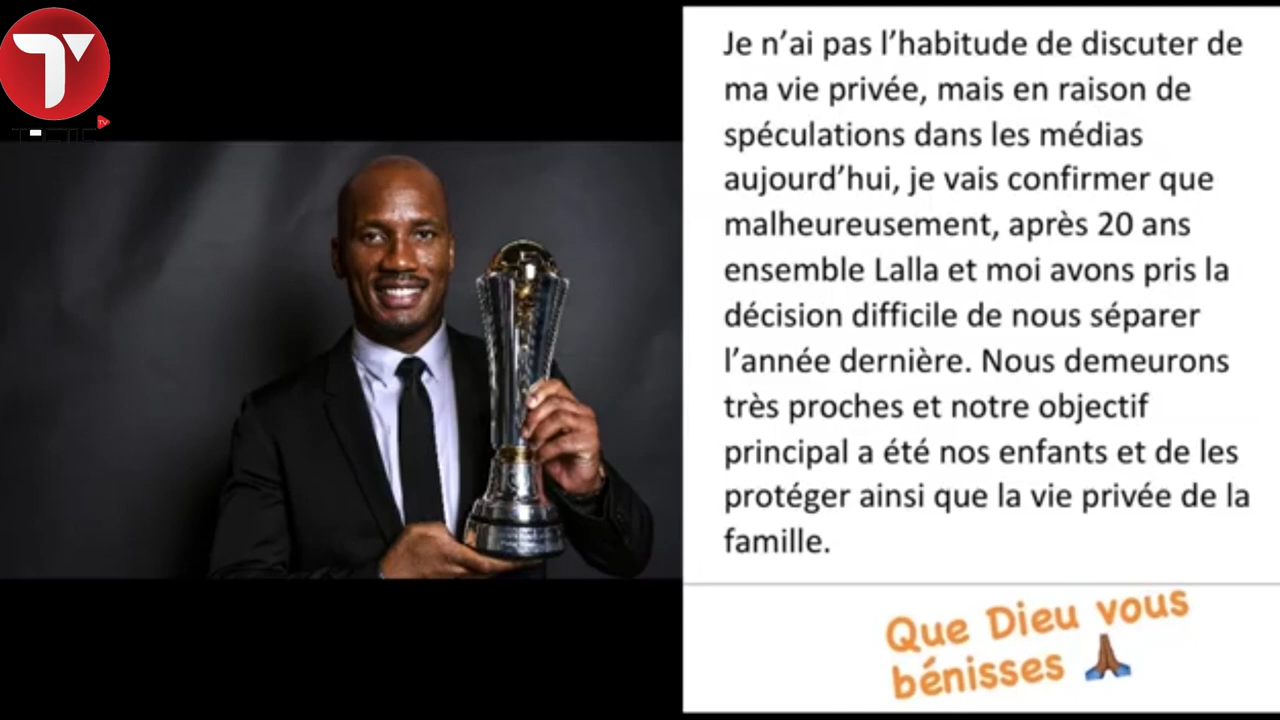 Je n’ai pas l’habitude de discuter de
ma vie privée, mais en raison de
spéculations dans les médias
aujourd’hui, je vais confirmer que
malheureusement, après 20 ans
ensemble Lalla et moi avons pris la
décision difficile de nous séparer
l’année dernière. Nous demeurons
très proches et notre objectif
principal a été nos enfants et de les
protéger ainsi que la vie privée de la
famille.
Que Dieu vous
bénisses 🙏🏾